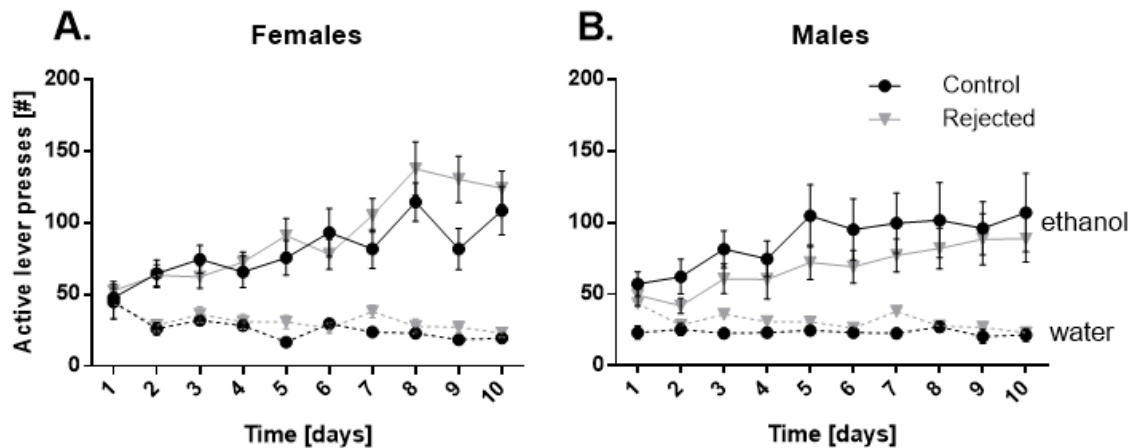 A.
Females
Active lever presses [#]
200
150
100
50
0
1 2 3 4 5 6 7 8 9 10
Time [days]
B.
Males
Control
Rejected
200
150
100
50
0
ethanol
water
1 2 3 4 5 6 7 8 9 10
Time [days]